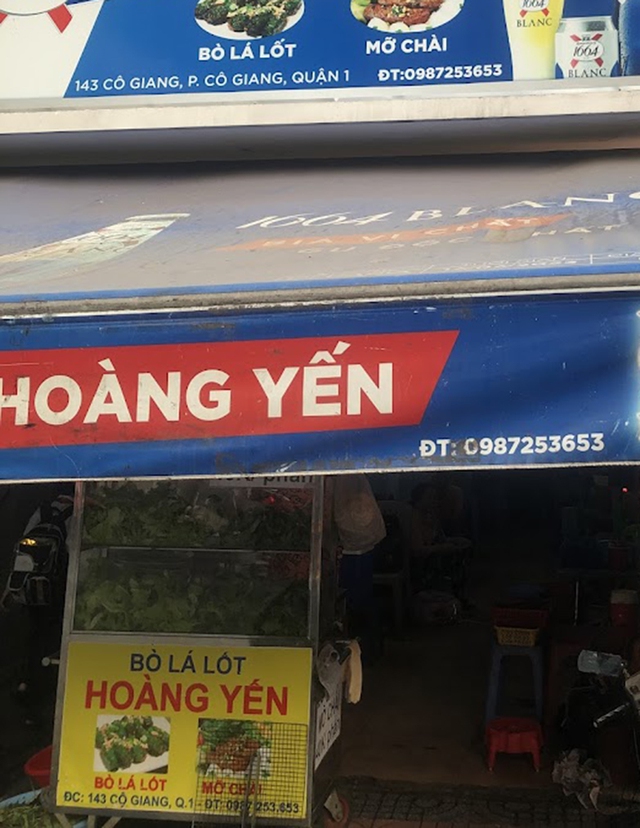 1664
BLANC
1664
BLANC
BÒ LÁ LỐT
MỠ CHÀI
143 CÔ GIANG, P. CÔ GIANG, QUẬN 1
ĐT:0987253653
1664 BLANC
HOÀNG YẾN
ĐT: 0987253653
BÒ LÁ LỐT
HOÀNG YẾN
BÒ LÁ LỐT
MỠ CHÀI
ĐC: 143 CÔ GIANG, Q.1 - ĐT: 0987 253.653